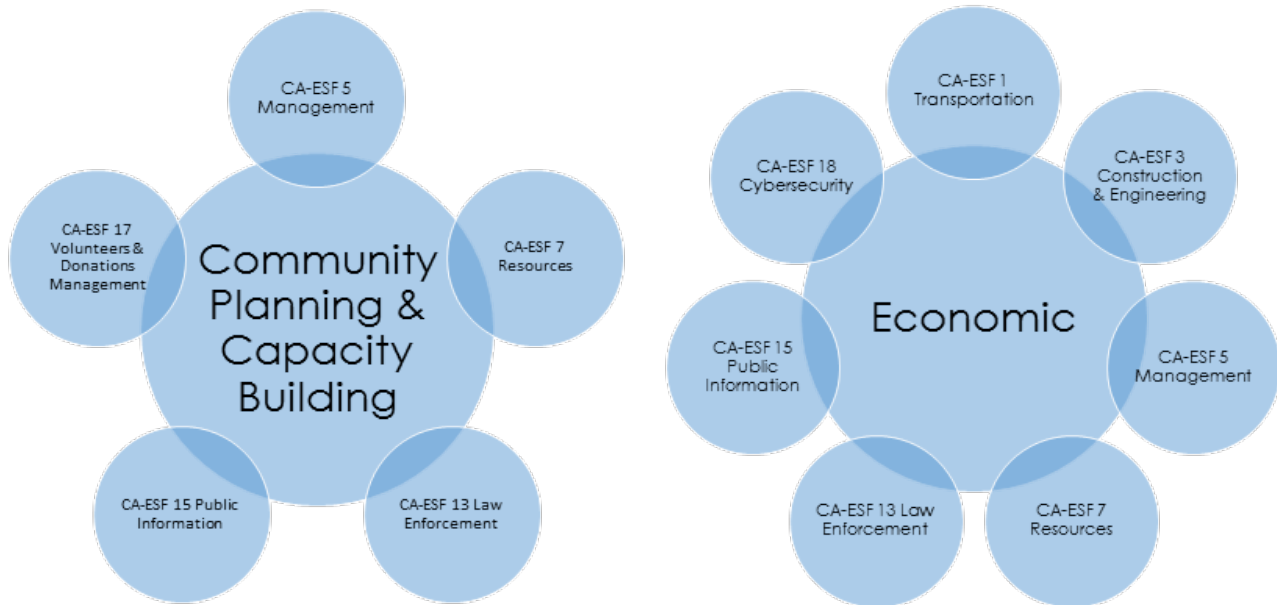 CA-ESF 5
Management
CA-ESF 17
Volunteers &
Donations
Management
Community
Planning &
Capacity
Building
CA-ESF 7
Resources
CA-ESF 15 Public
Information
CA-ESF 13 Law
Enforcement
CA-ESF 1
Transportation
CA-ESF 18
Cybersecurity
CA-ESF 3
Construction
& Engineering
Economic
CA-ESF 15
Public
Information
CA-ESF 5
Management
CA-ESF 13 Law
Enforcement
CA-ESF 7
Resources